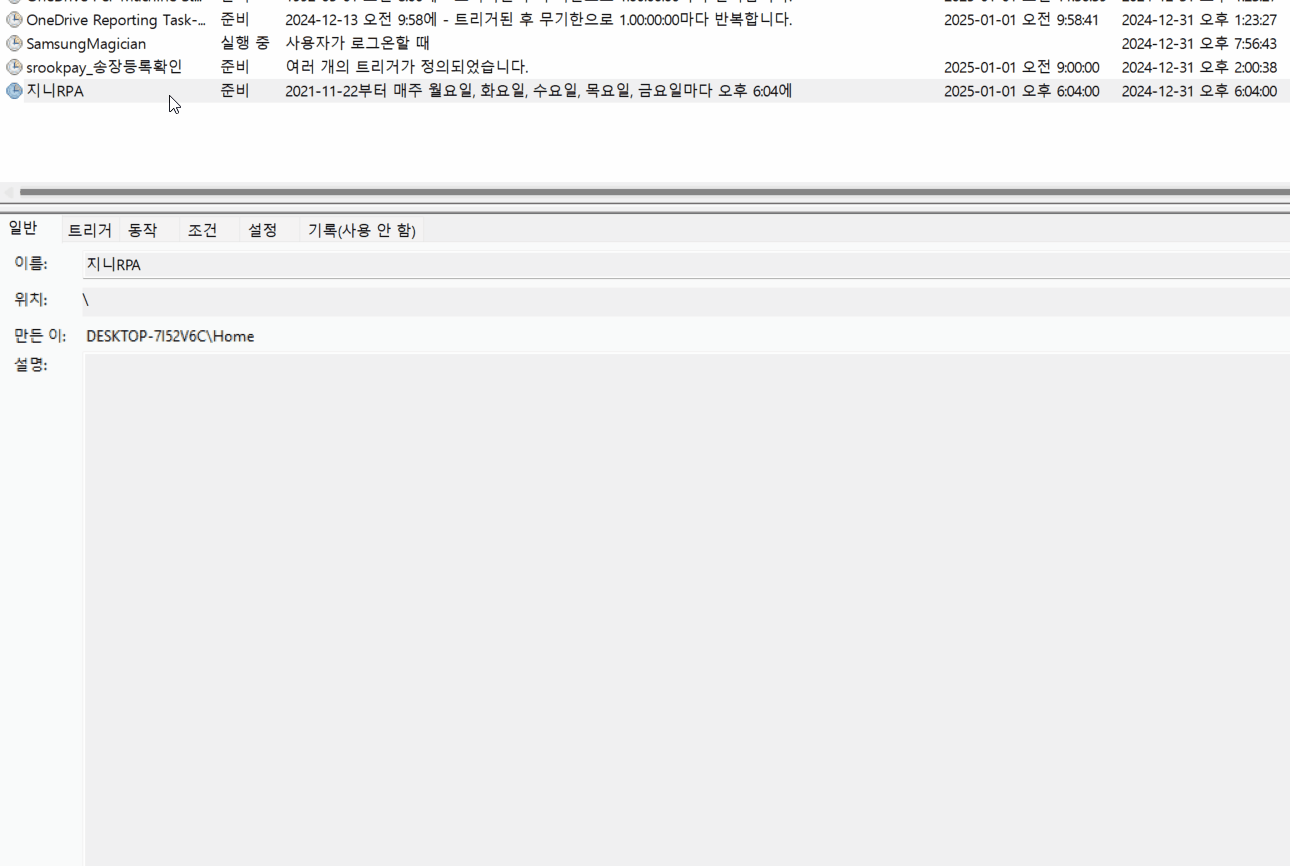 OneDrive Reporting Task-... 준비 2024-12-13 오전 9:58에 - 트리거된 후 무기한으로 1.00:00:00마다 반복합니다. 2025-01-01 오전 9:58:41 2024-12-31 오후 1:23:27
SamsungMagician 실행 중 사용자가 로그온할 때 2024-12-31 오후 7:56:43
srookpay_송장등록확인 준비 여러 개의 트리거가 정의되었습니다. 2025-01-01 오전 9:00:00 2024-12-31 오후 2:00:38
지니RPA 준비 2021-11-22부터 매주 월요일, 화요일, 수요일, 목요일, 금요일마다 오후 6:04에 2025-01-01 오후 6:04:00 2024-12-31 오후 6:04:00
일반 트리거 동작 조건 설정 기록(사용 안 함)
이름: 지니RPA
위치: \
만든 이: DESKTOP-7I52V6C\Home
설명: